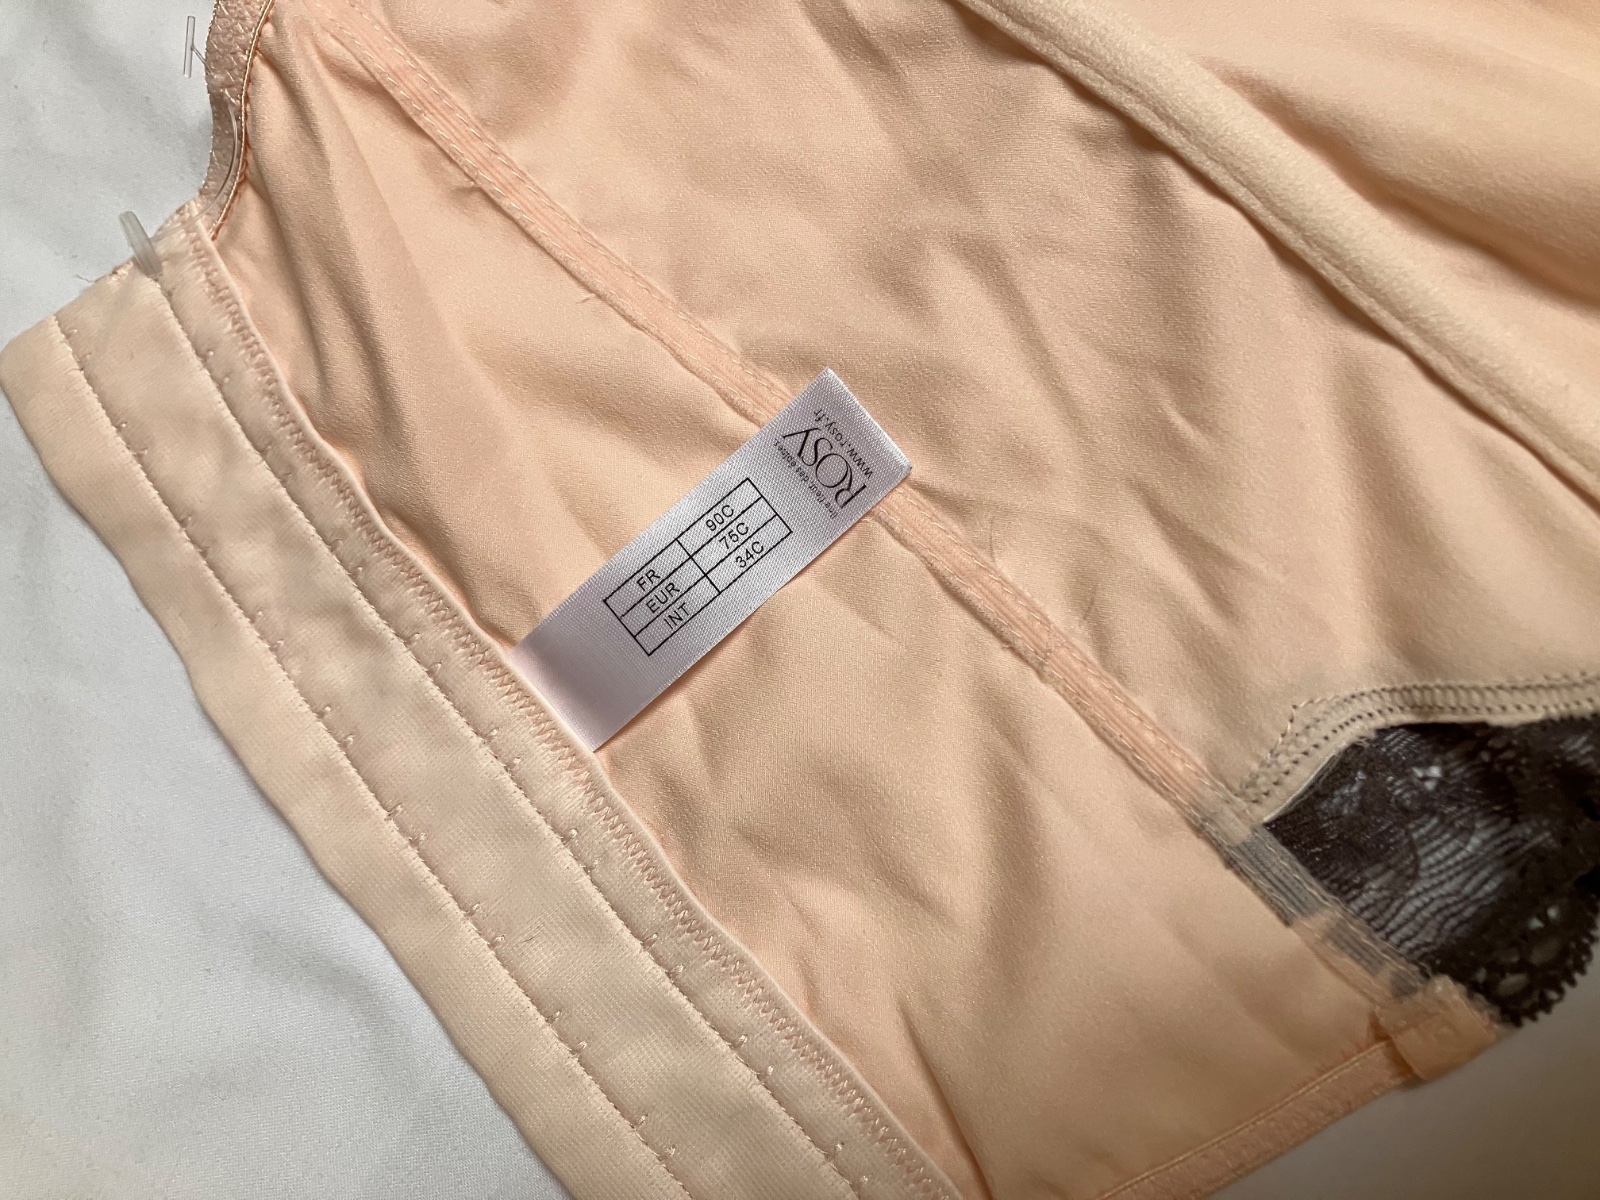 ROSY
www.rosy.fr
FR 90C
EUR 75C
INT 34C